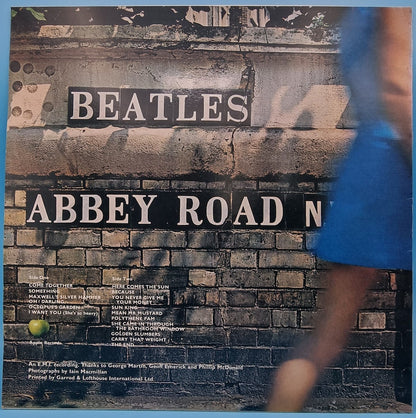 BEATLES
ABBEY ROAD N
Side One
COME TOGETHER
SOMETHING
MAXWELL'S SILVER HAMMER
OH! DARLING
OCTOPUS'S GARDEN
I WANT YOU (She's so heavy)
Side Two
HERE COMES THE SUN
BECAUSE
YOU NEVER GIVE ME
YOUR MONEY
SUN KING
MEAN MR MUSTARD
POLYTHENE PAM
SHE CAME IN THROUGH
THE BATHROOM WINDOW
GOLDEN SLUMBERS
CARRY THAT WEIGHT
THE END
Apple Records
An E.M.I. recording. Thanks to George Martin, Geoff Emerick and Phillip McDonald
Photographs by Iain Macmillan
Printed by Garrod & Lofthouse International Ltd